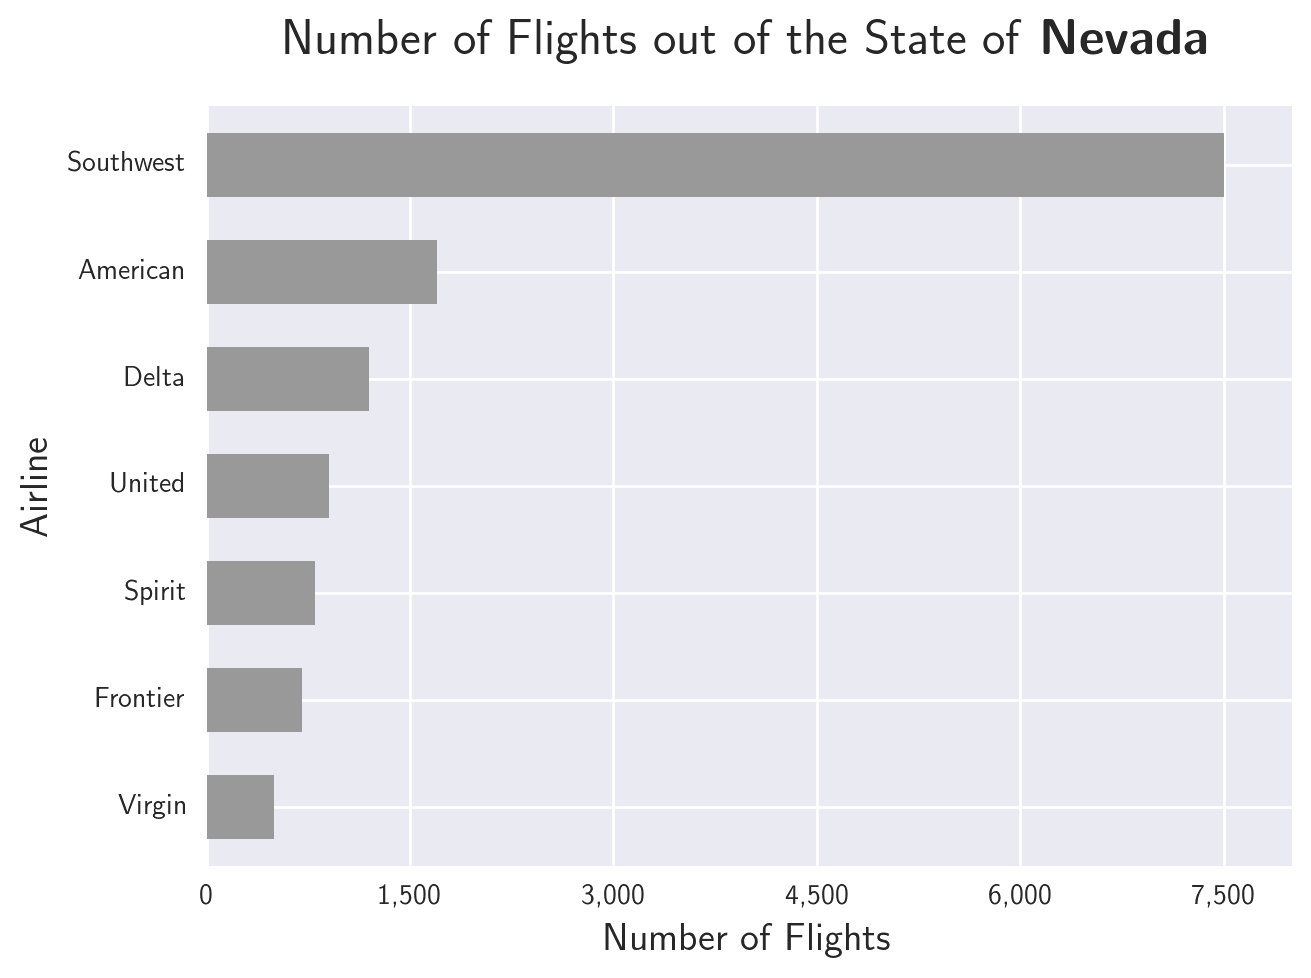 Number of Flights out of the State of Nevada
Southwest
American
Delta
United
Spirit
Frontier
Virgin
Airline
0 1,500 3,000 4,500 6,000 7,500
Number of Flights